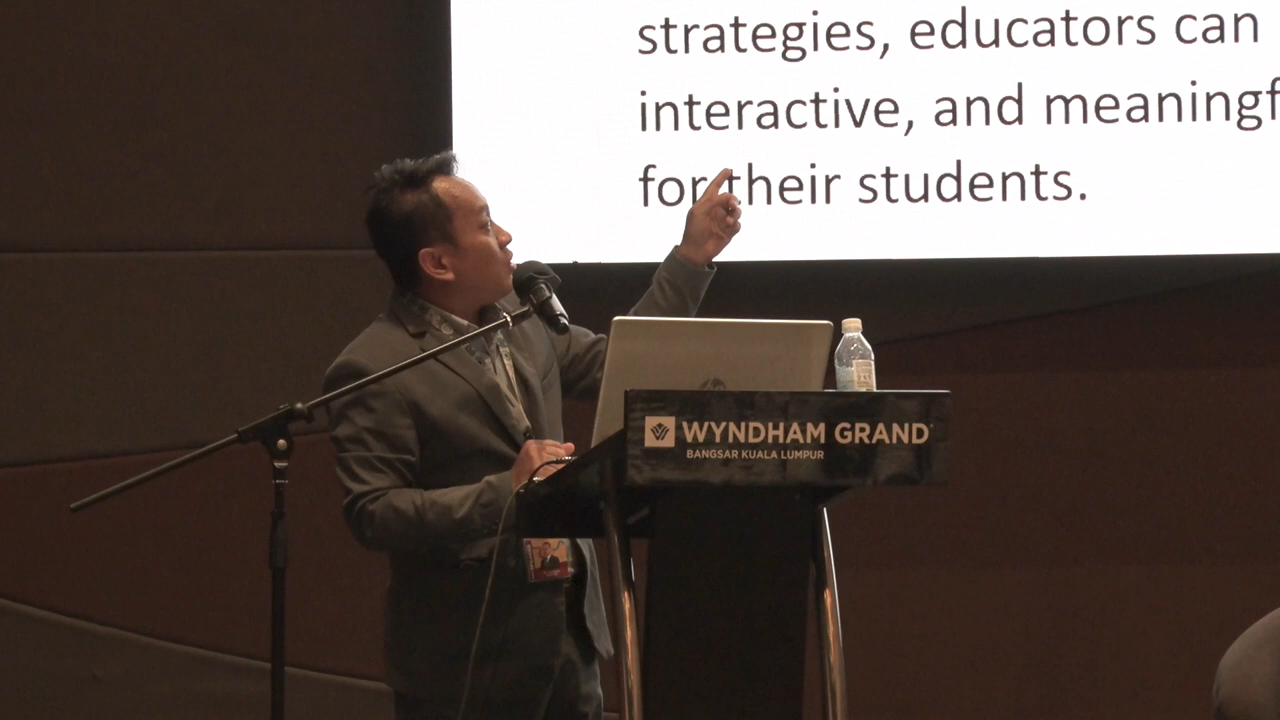 strategies, educators can
interactive, and meaningf
for their students.
WYNDHAM GRAND
BANGSAR KUALA LUMPUR